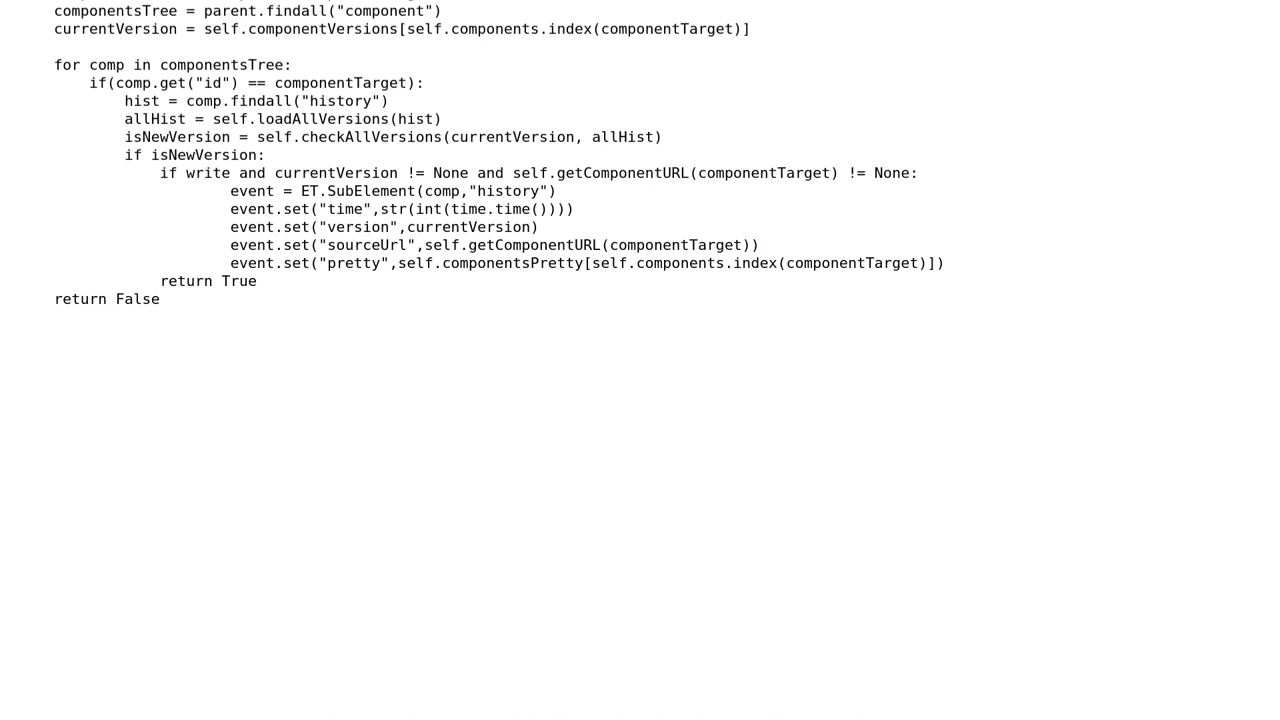 componentsTree = parent.findall("component")
currentVersion = self.componentVersions[self.components.index(componentTarget)]

for comp in componentsTree:
    if(comp.get("id") == componentTarget):
        hist = comp.findall("history")
        allHist = self.loadAllVersions(hist)
        isNewVersion = self.checkAllVersions(currentVersion, allHist)
        if isNewVersion:
            if write and currentVersion != None and self.getComponentURL(componentTarget) != None:
                    event = ET.SubElement(comp,"history")
                    event.set("time",str(int(time.time())))
                    event.set("version",currentVersion)
                    event.set("sourceUrl",self.getComponentURL(componentTarget))
                    event.set("pretty",self.componentsPretty[self.components.index(componentTarget)])
            return True
return False